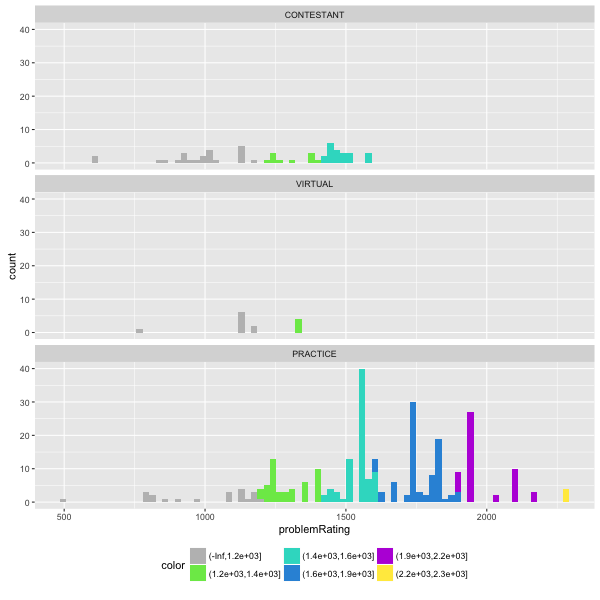 CONTESTANT
40
30
20
10
0
VIRTUAL
40
30
20
10
0
count
PRACTICE
40
30
20
10
0
500 1000 1500 2000
problemRating
color
(-Inf,1.2e+03] (1.4e+03,1.6e+03] (1.9e+03,2.2e+03]
(1.2e+03,1.4e+03] (1.6e+03,1.9e+03] (2.2e+03,2.3e+03]